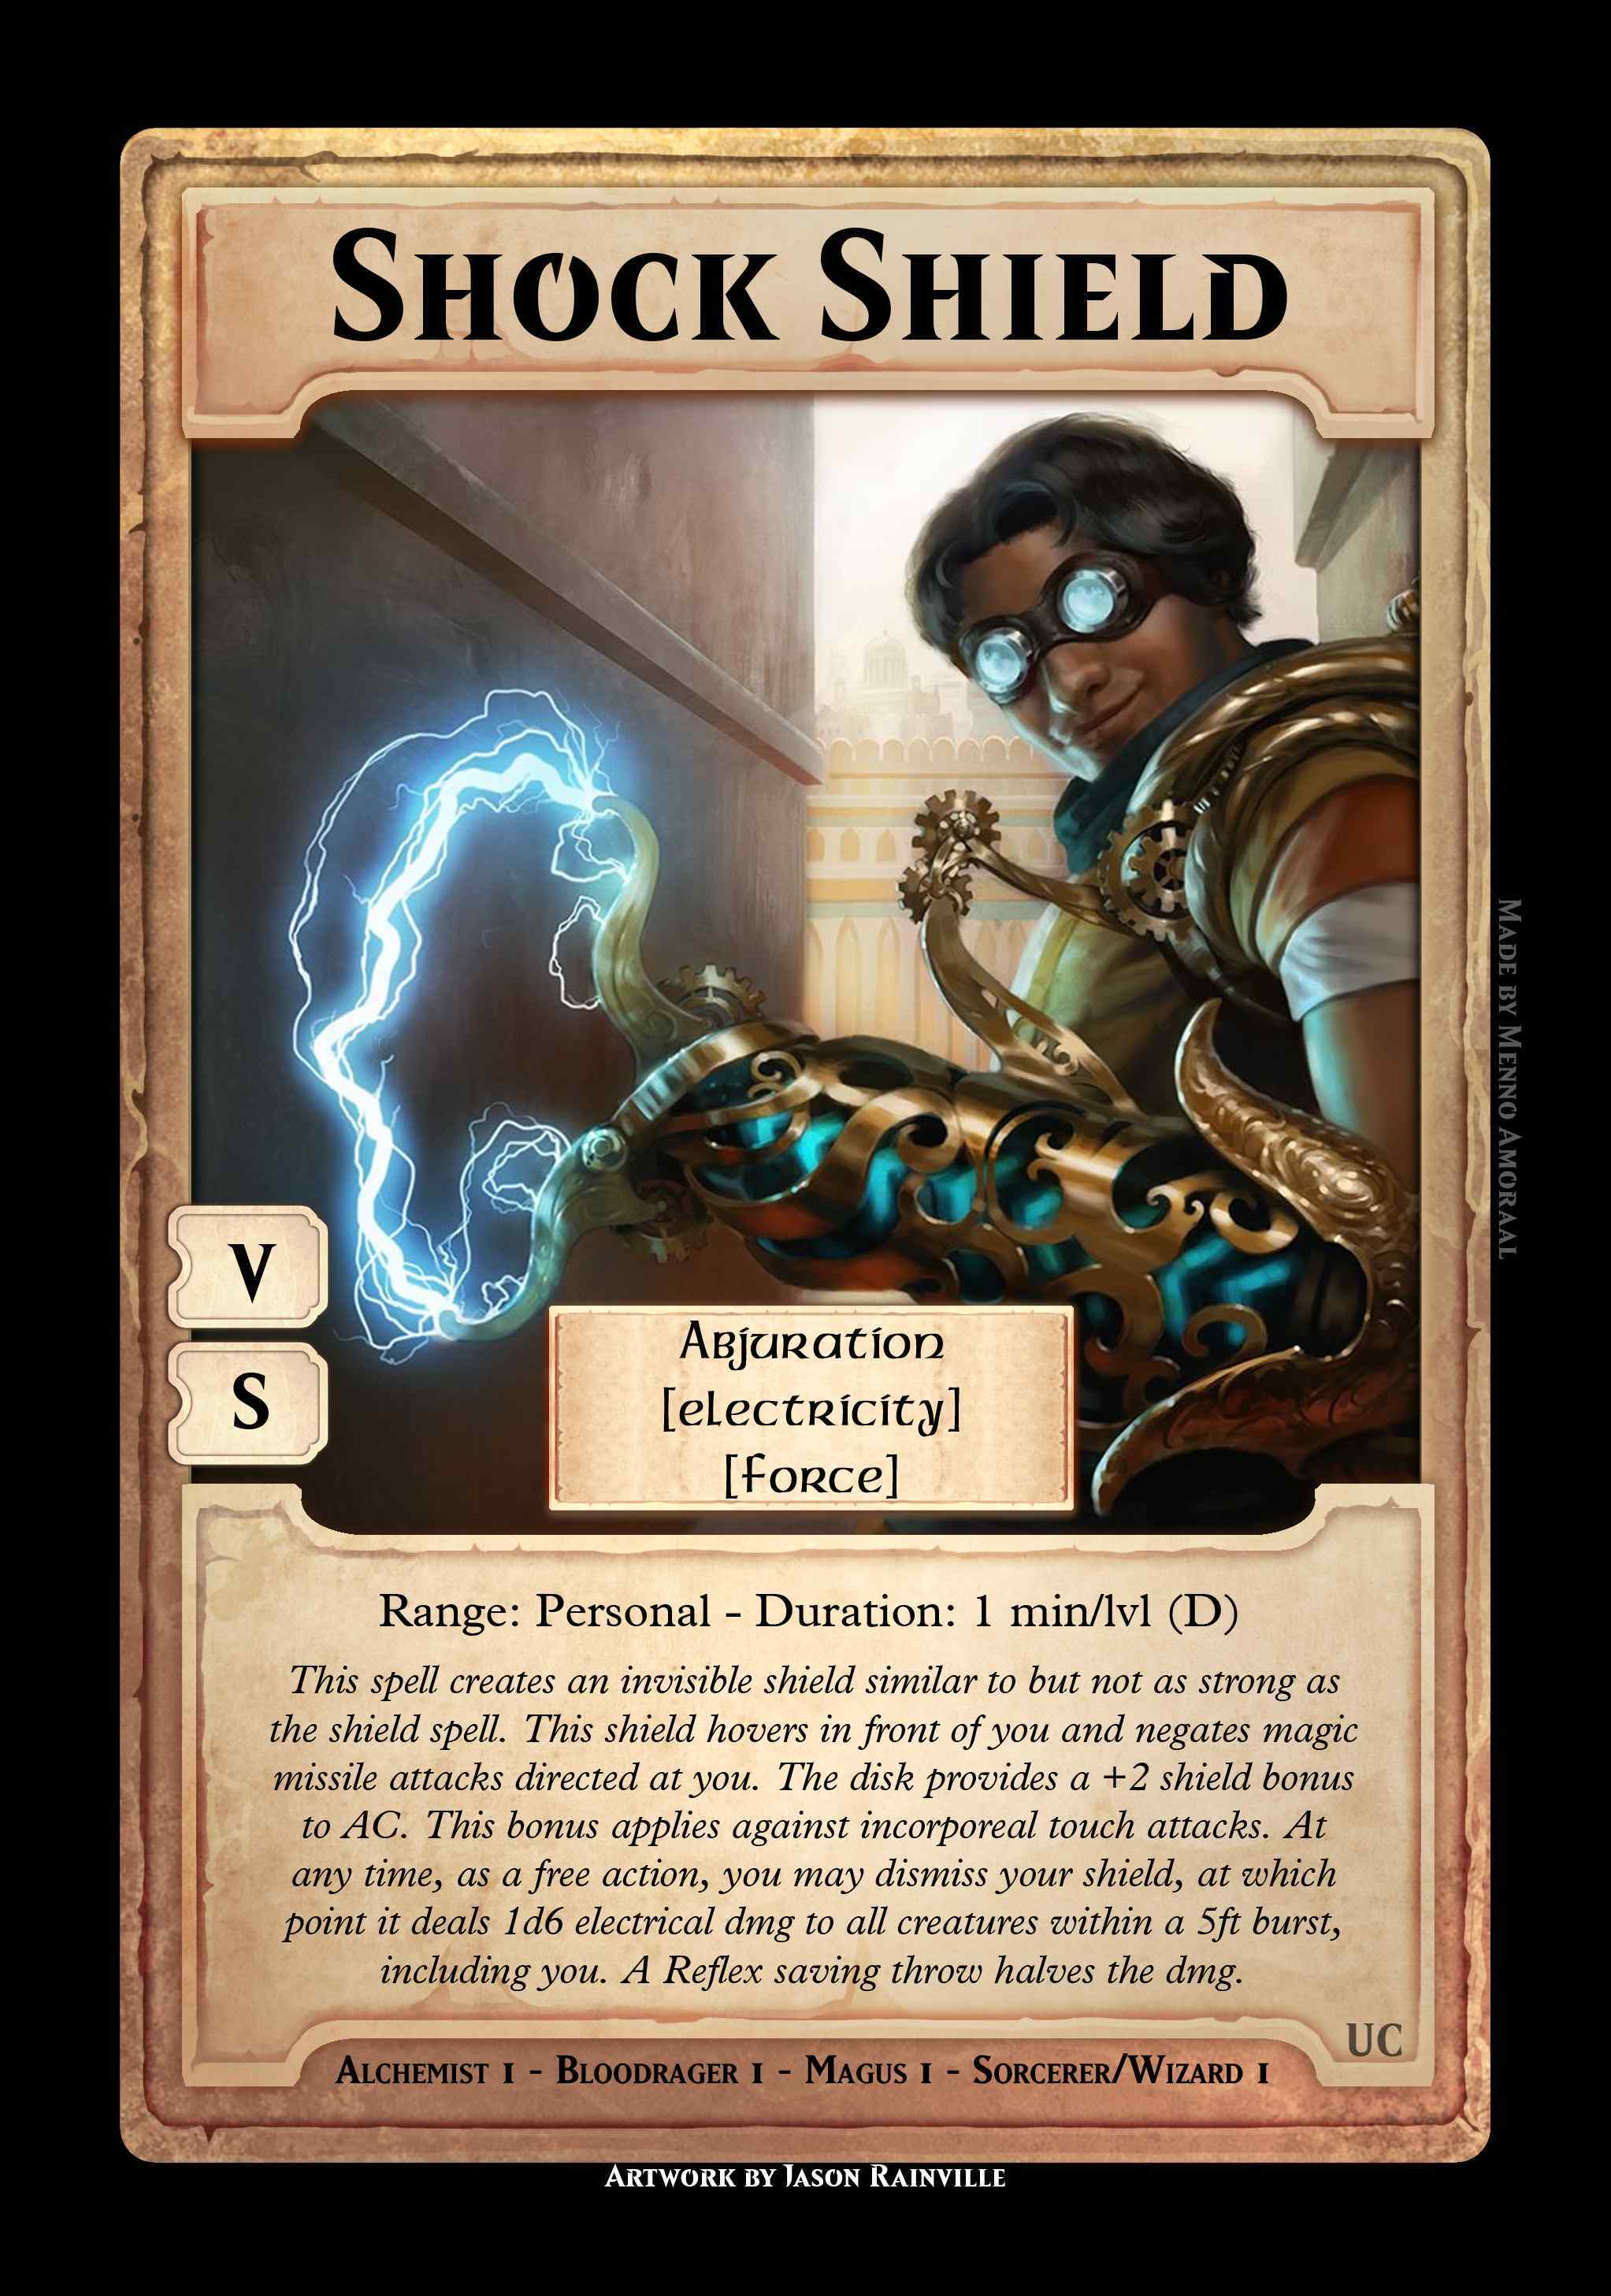 Shock Shield
V
S
Abjuration
[electricity]
[force]
Range: Personal - Duration: 1 min/lvl (D)
This spell creates an invisible shield similar to but not as strong as
the shield spell. This shield hovers in front of you and negates magic
missile attacks directed at you. The disk provides a +2 shield bonus
to AC. This bonus applies against incorporeal touch attacks. At
any time, as a free action, you may dismiss your shield, at which
point it deals 1d6 electrical dmg to all creatures within a 5ft burst,
including you. A Reflex saving throw halves the dmg.
UC
Alchemist 1 - Bloodrager 1 - Magus 1 - Sorcerer/Wizard 1
Artwork by Jason Rainville
Made by Menno Amoraal